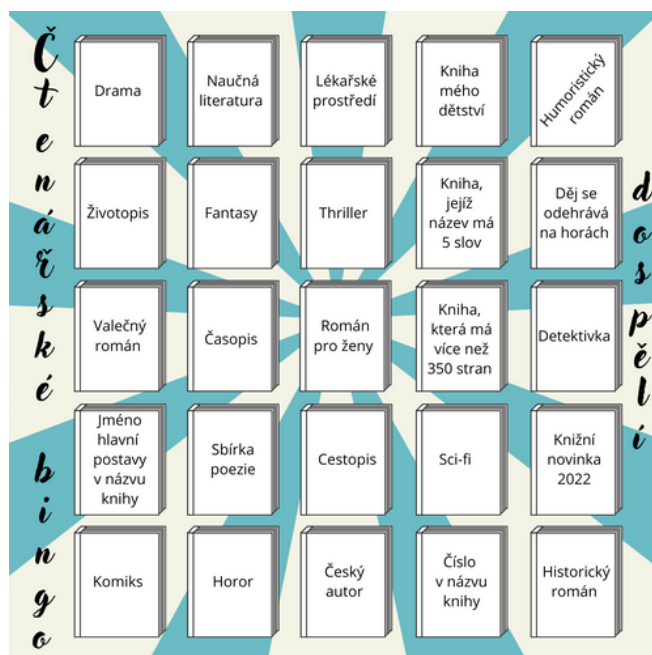 Čtenářské bingo
dospělí
Drama
Naučná
literatura
Lékařské
prostředí
Kniha
mého
dětství
Humoristický
román
Životopis
Fantasy
Thriller
Kniha,
jejíž
název má
5 slov
Děj se
odehrává
na horách
Valečný
román
Časopis
Román
pro ženy
Kniha,
která má
více než
350 stran
Detektivka
Jméno
hlavní
postavy
v názvu
knihy
Sbírka
poezie
Cestopis
Sci-fi
Knižní
novinka
2022
Komiks
Horor
Český
autor
Číslo
v názvu
knihy
Historický
román